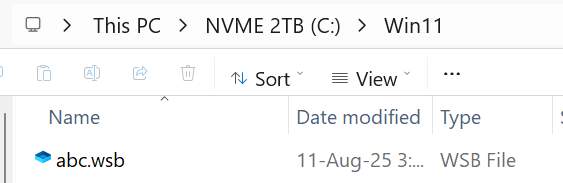 This PC > NVME 2TB (C:) > Win11
Sort View ...
Name Date modified Type
abc.wsb 11-Aug-25 3:... WSB File